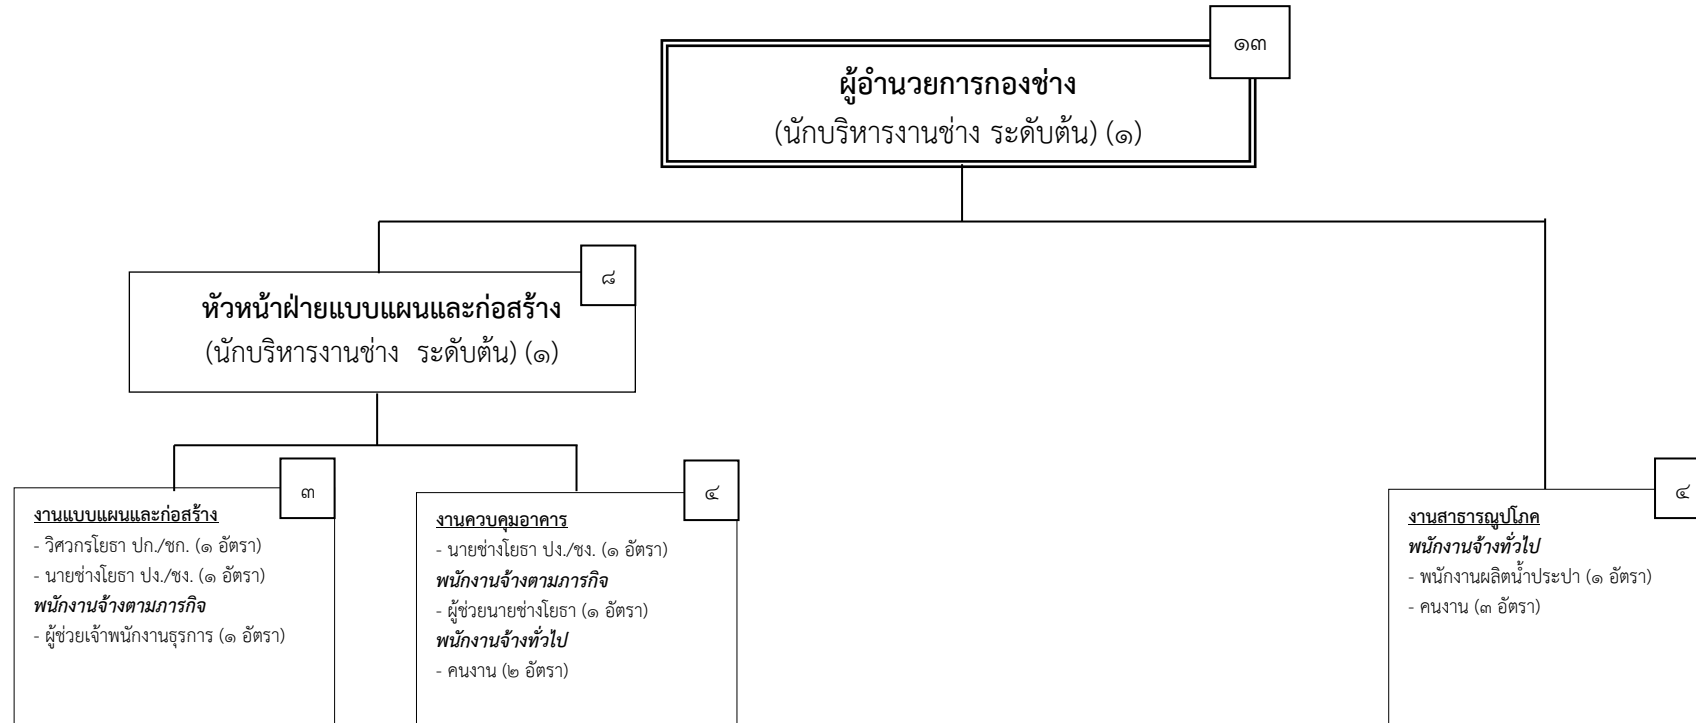 ๑๓
ผู้อำนวยการกองช่าง
(นักบริหารงานช่าง ระดับต้น) (๑)
๘
หัวหน้าฝ่ายแบบแผนและก่อสร้าง
(นักบริหารงานช่าง ระดับต้น) (๑)
๓
งานแบบแผนและก่อสร้าง
- วิศวกรโยธา ปก./ชก. (๑ อัตรา)
- นายช่างโยธา ปง./ชง. (๑ อัตรา)
พนักงานจ้างตามภารกิจ
- ผู้ช่วยเจ้าพนักงานธุรการ (๑ อัตรา)
๔
งานควบคุมอาคาร
- นายช่างโยธา ปง./ชง. (๑ อัตรา)
พนักงานจ้างตามภารกิจ
- ผู้ช่วยนายช่างโยธา (๑ อัตรา)
พนักงานจ้างทั่วไป
- คนงาน (๒ อัตรา)
๔
งานสาธารณูปโภค
พนักงานจ้างทั่วไป
- พนักงานผลิตน้ำประปา (๑ อัตรา)
- คนงาน (๓ อัตรา)